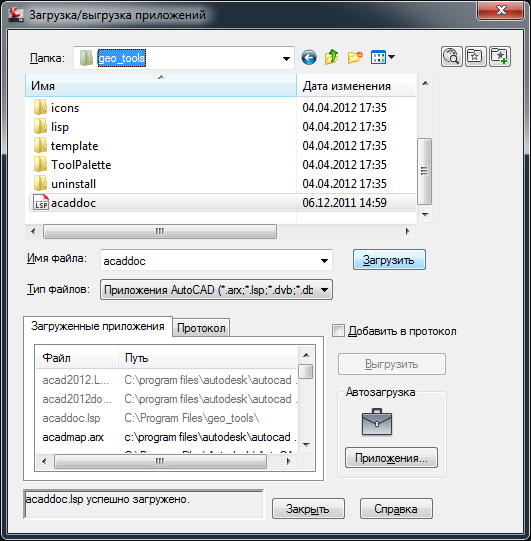 Загрузка/выгрузка приложений
Папка: geo_tools
Имя Дата изменения
icons 04.04.2012 17:35
lisp 04.04.2012 17:35
template 04.04.2012 17:35
ToolPalette 04.04.2012 17:35
uninstall 04.04.2012 17:35
LSP acaddoc 06.12.2011 14:59
Имя файла: acaddoc Загрузить
Тип файлов: Приложения AutoCAD (*.arx;*.lsp;*.dvb;*.db
Загруженные приложения Протокол Добавить в протокол
Файл Путь Выгрузить
acad2012.L... C:\program files\autodesk\autocad ...
acad2012do... C:\program files\autodesk\autocad ...
acaddoc.lsp C:\Program Files\geo_tools\
acadmap.arx c:\program files\autodesk\autocad ...
Автозагрузка
Приложения...
acaddoc.lsp успешно загружено.
Закрыть Справка